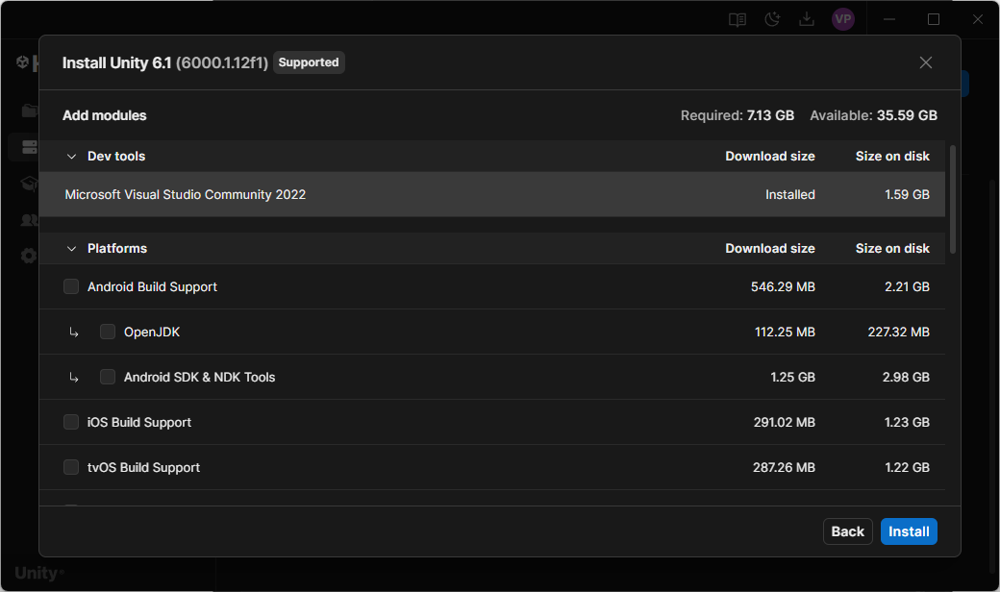 VP
Install Unity 6.1 (6000.1.12f1) Supported
Add modules Required: 7.13 GB Available: 35.59 GB
Dev tools Download size Size on disk
Microsoft Visual Studio Community 2022 Installed 1.59 GB
Platforms Download size Size on disk
Android Build Support 546.29 MB 2.21 GB
OpenJDK 112.25 MB 227.32 MB
Android SDK & NDK Tools 1.25 GB 2.98 GB
iOS Build Support 291.02 MB 1.23 GB
tvOS Build Support 287.26 MB 1.22 GB
Back Install
Unity